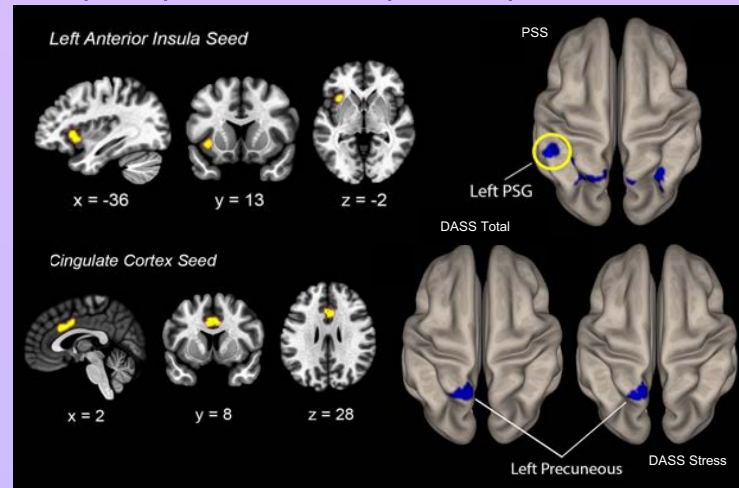 Left Anterior Insula Seed
PSS
x = -36
y = 13
z = -2
Left PSG
DASS Total
Cingulate Cortex Seed
x = 2
y = 8
z = 28
Left Precuneous
DASS Stress